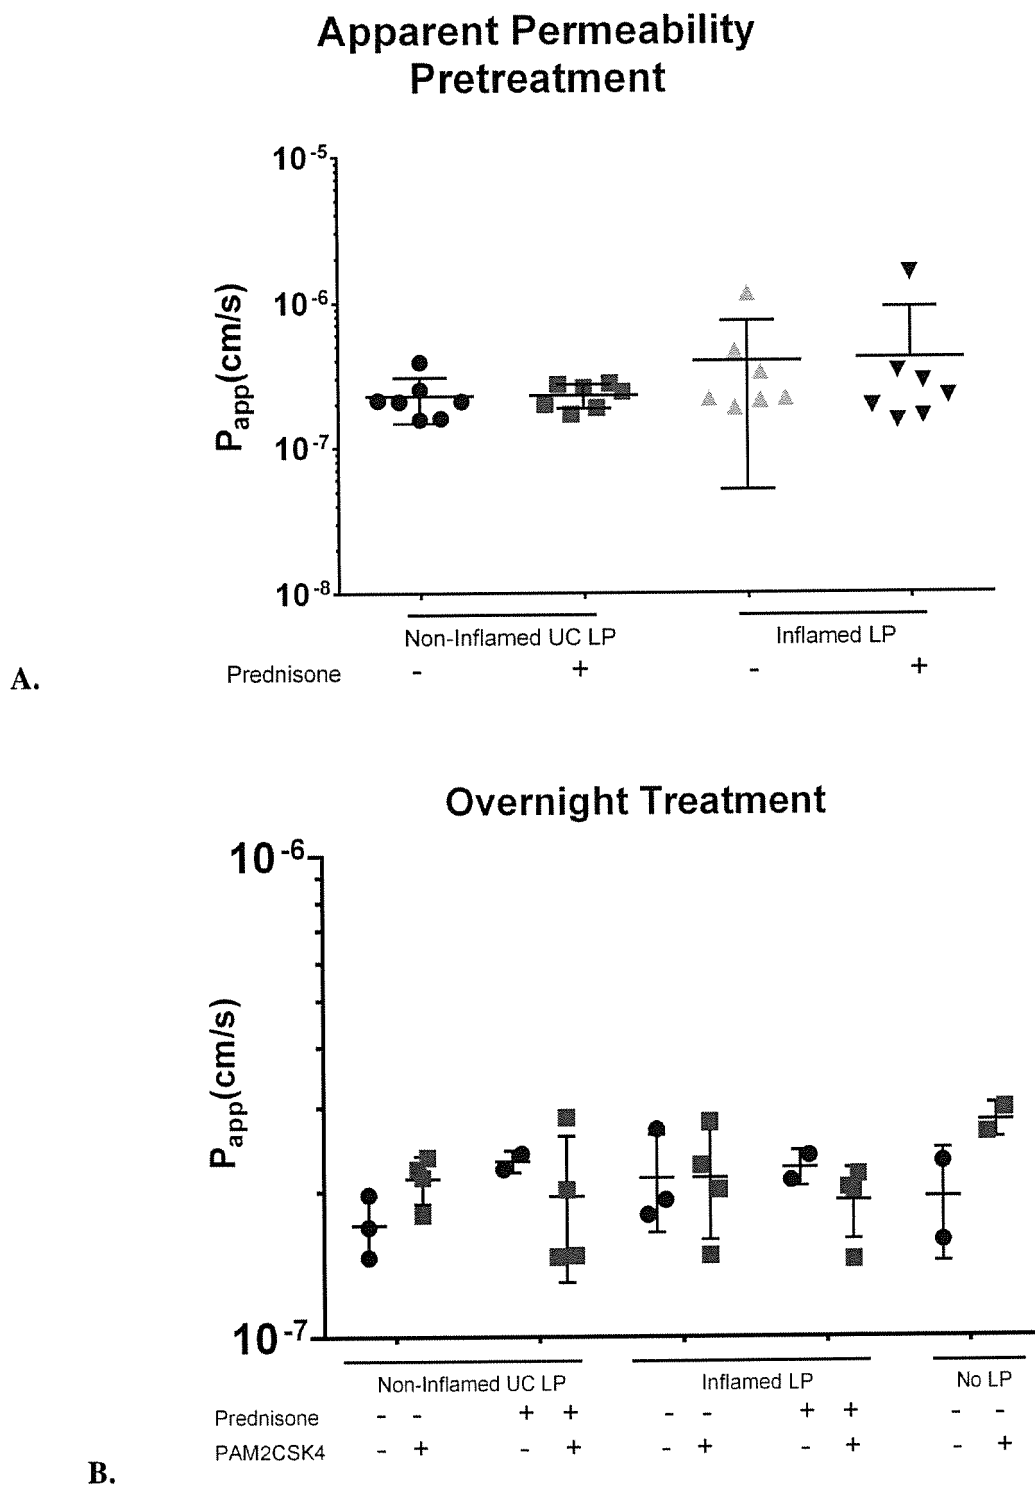 Apparent Permeability
Pretreatment
10-5
10-6
10-7
10-8
Papp(cm/s)
Non-Inflamed UC LP
Inflamed LP
Prednisone - + - +
A.
Overnight Treatment
10-6
10-7
Papp(cm/s)
Non-Inflamed UC LP
Inflamed LP
No LP
Prednisone - - + + - - + + - -
PAM2CSK4 - + - + - + - + - +
B.